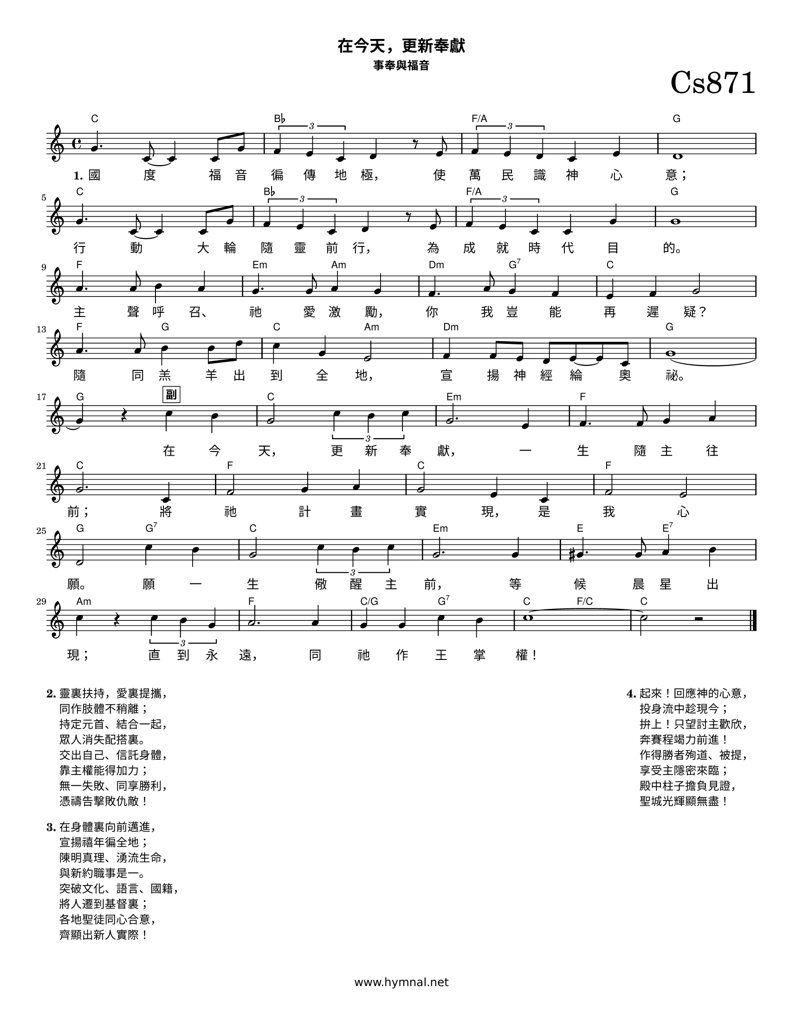 在今天，更新奉獻
事奉與福音
Cs871
C B♭ F/A G
3 3
1. 國 度 福 音 徧 傳 地 極， 使 萬 民 識 神 心 意；
5 C B♭ F/A G
3 3
行 動 大 輪 隨 靈 前 行， 為 成 就 時 代 目 的。
9 F Em Am Dm G7 C
主 聲 呼 召、 祂 愛 激 勵， 你 我 豈 能 再 遲 疑？
13 F G C Am Dm G
隨 同 羔 羊 出 到 全 地， 宣 揚 神 經 綸 奧 祕。
17 G 副 C Em F
3
在 今 天， 更 新 奉 獻， 一 生 隨 主 往
21 C F C F
前； 將 祂 計 畫 實 現， 是 我 心
25 G G7 C Em E E7
3
願。 願 一 生 儆 醒 主 前， 等 候 晨 星 出
29 Am F C/G G7 C F/C C
3
現； 直 到 永 遠， 同 祂 作 王 掌 權！
2. 靈裏扶持，愛裏提攜，
同作肢體不稍離；
持定元首、結合一起，
眾人消失配搭裏。
交出自己、信託身體，
靠主權能得加力；
無一失敗、同享勝利，
憑禱告擊敗仇敵！
3. 在身體裏向前邁進，
宣揚禧年徧全地；
陳明真理、湧流生命，
與新約職事是一。
突破文化、語言、國籍，
將人遷到基督裏；
各地聖徒同心合意，
齊顯出新人實際！
4. 起來！回應神的心意，
投身流中趁現今；
拚上！只望討主歡欣，
奔賽程竭力前進！
作得勝者殉道、被提，
享受主隱密來臨；
殿中柱子擔負見證，
聖城光輝顯無盡！
www.hymnal.net